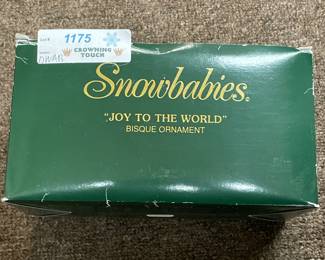 1175
CROWNING
TOUCH
Snowbabies®
"JOY TO THE WORLD"
BISQUE ORNAMENT